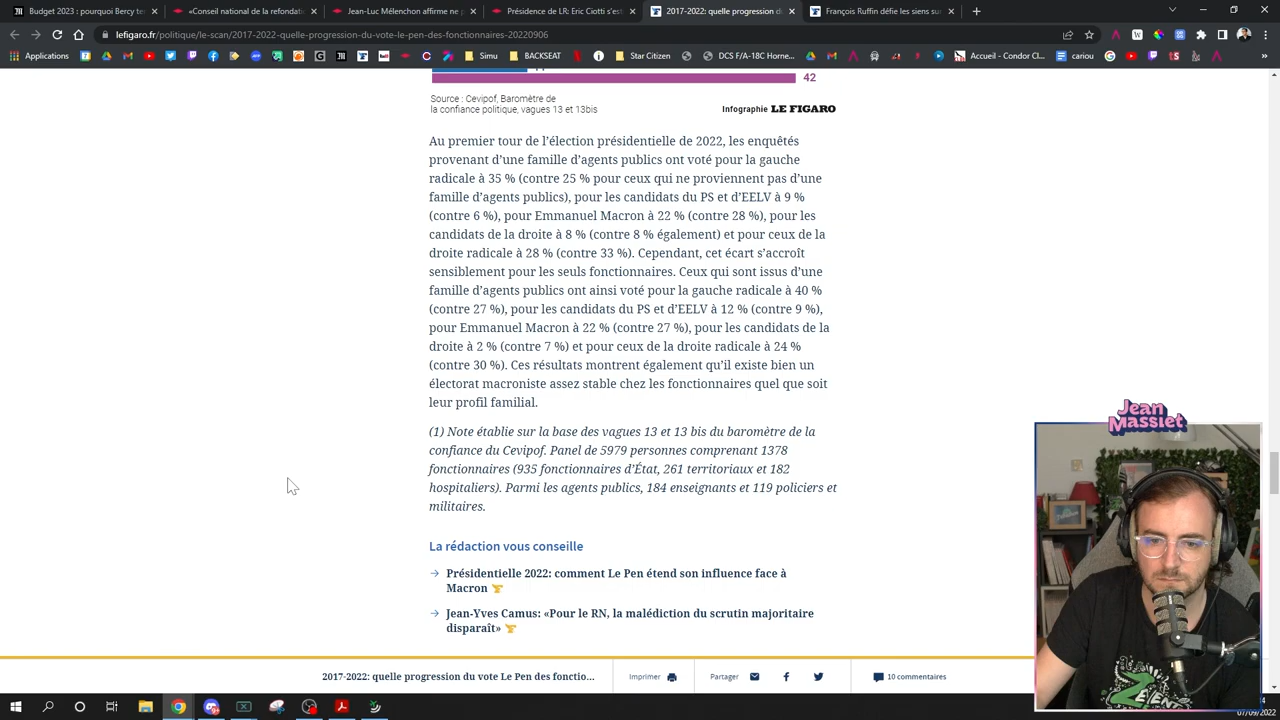 Budget 2023 : pourquoi Bercy te
«Conseil national de la refondati
Jean-Luc Mélenchon affirme qu'e
Présidence de LR: Eric Ciotti s'est
2017-2022: quelle progression du
François Ruffin défie les siens sur
lefigaro.fr/politique/le-scan/2017-2022-quelle-progression-du-vote-le-pen-des-fonctionnaires-20220906
Applications
Simu
BACKSEAT
Star Citizen
DCS F/A-18C Horne...
Accueil - Condor Cl...
cariou
42
Source : Cevipof, Baromètre de
la confiance politique, vagues 13 et 13bis
Infographie LE FIGARO
Au premier tour de l'élection présidentielle de 2022, les enquêtés
provenant d'une famille d'agents publics ont voté pour la gauche
radicale à 35 % (contre 25 % pour ceux qui ne proviennent pas d'une
famille d'agents publics), pour les candidats du PS et d'EELV à 9 %
(contre 6 %), pour Emmanuel Macron à 22 % (contre 28 %), pour les
candidats de la droite à 8 % (contre 8 % également) et pour ceux de la
droite radicale à 28 % (contre 33 %). Cependant, cet écart s'accroît
sensiblement pour les seuls fonctionnaires. Ceux qui sont issus d'une
famille d'agents publics ont ainsi voté pour la gauche radicale à 40 %
(contre 27 %), pour les candidats du PS et d'EELV à 12 % (contre 9 %),
pour Emmanuel Macron à 22 % (contre 27 %), pour les candidats de la
droite à 2 % (contre 7 %) et pour ceux de la droite radicale à 24 %
(contre 30 %). Ces résultats montrent également qu'il existe bien un
électorat macroniste assez stable chez les fonctionnaires quel que soit
leur profil familial.
(1) Note établie sur la base des vagues 13 et 13 bis du baromètre de la
confiance du Cevipof. Panel de 5979 personnes comprenant 1378
fonctionnaires (935 fonctionnaires d'État, 261 territoriaux et 182
hospitaliers). Parmi les agents publics, 184 enseignants et 119 policiers et
militaires.
La rédaction vous conseille
Présidentielle 2022: comment Le Pen étend son influence face à
Macron
Jean-Yves Camus: «Pour le RN, la malédiction du scrutin majoritaire
disparaît»
Jean
Massiet
2017-2022: quelle progression du vote Le Pen des fonctio...
Imprimer
Partager
10 commentaires
07/09/2022